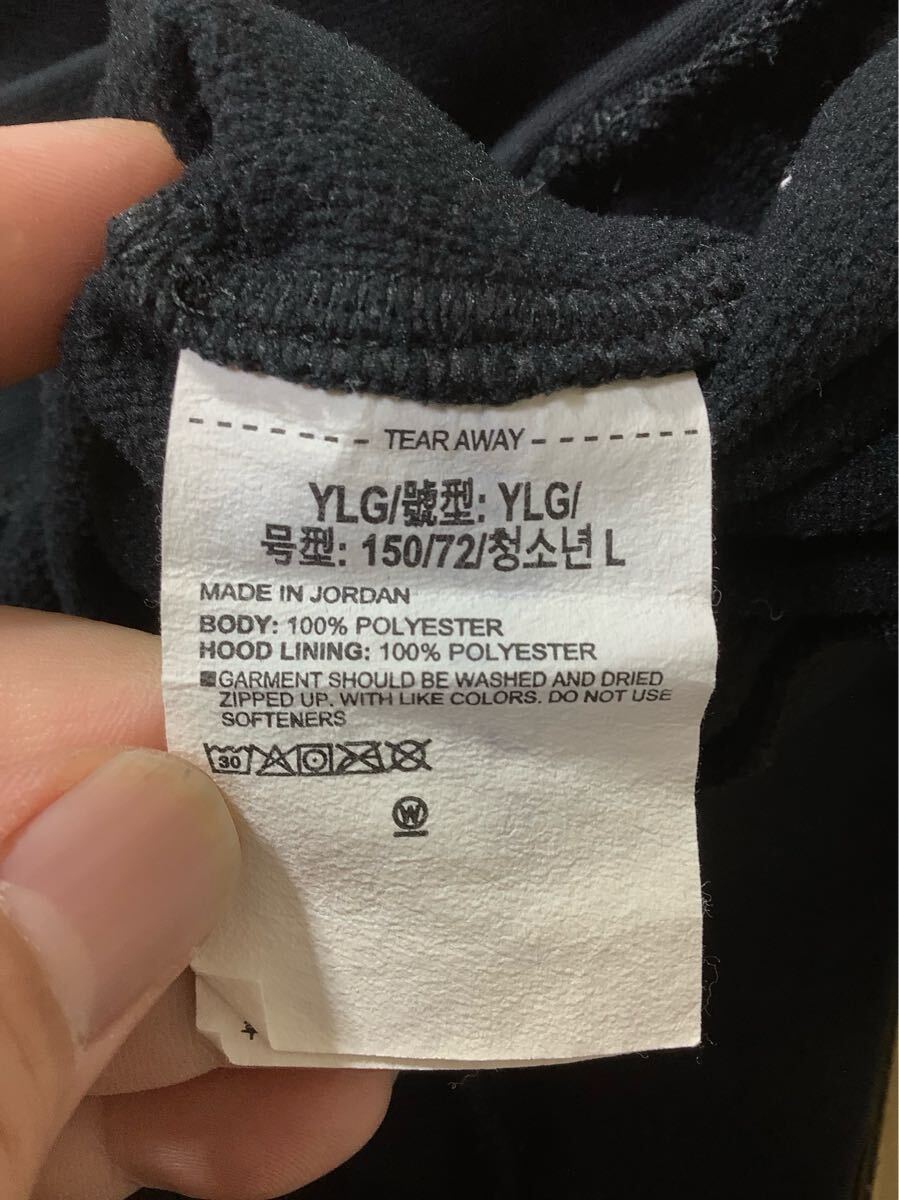 TEAR AWAY
YLG/號型: YLG/
号型: 150/72/청소년 L
MADE IN JORDAN
BODY: 100% POLYESTER
HOOD LINING: 100% POLYESTER
GARMENT SHOULD BE WASHED AND DRIED
ZIPPED UP. WITH LIKE COLORS. DO NOT USE
SOFTENERS
30
W